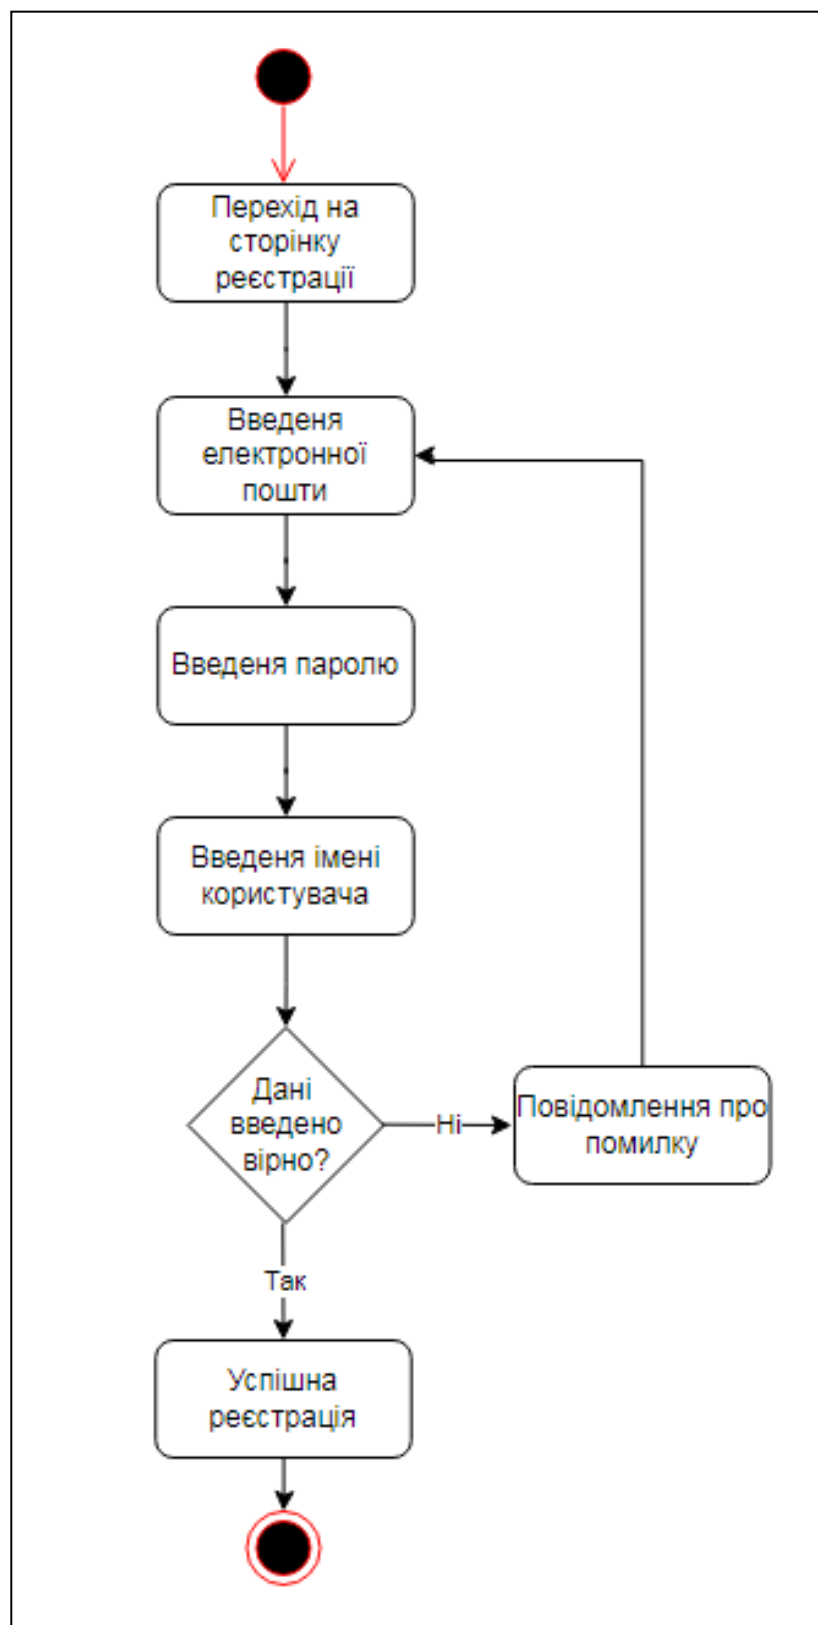 Перехід на
сторінку
реєстрації
Введеня
електронної
пошти
Введеня паролю
Введеня імені
користувача
Дані
введено
вірно?
Ні
Повідомлення про
помилку
Так
Успішна
реєстрація